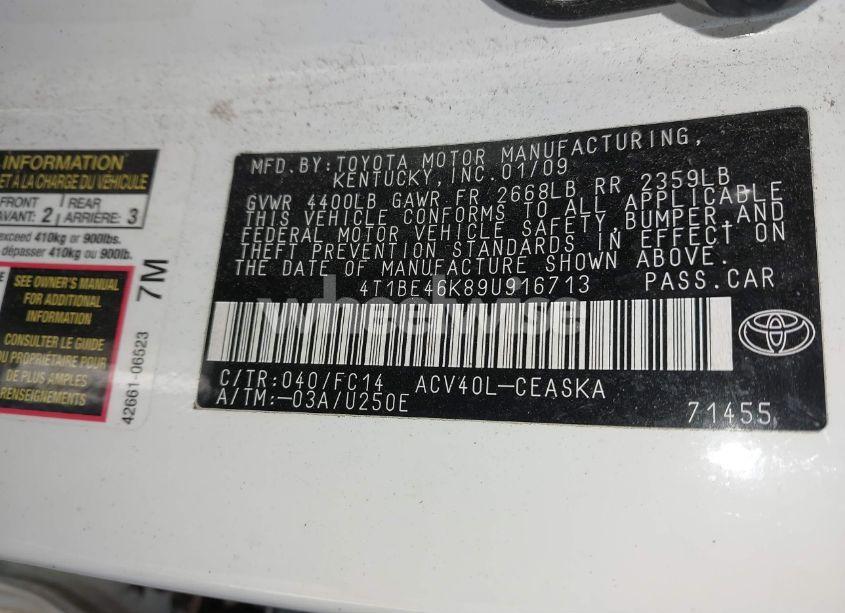 INFORMATION
ET À LA CHARGE DU VÉHICULE
FRONT
AVANT: 2
REAR
ARRIÈRE: 3
exceed 410kg or 900lbs.
dépasser 410kg ou 900lb.
SEE OWNER'S MANUAL
FOR ADDITIONAL
INFORMATION
CONSULTER LE GUIDE
DU PROPRIÉTAIRE POUR
DE PLUS AMPLES
RENSEIGNEMENTS
7M
42661-06523
MFD.BY:TOYOTA MOTOR MANUFACTURING,
KENTUCKY,INC.01/09
GVWR 4400LB GAWR FR 2668LB RR 2359LB
THIS VEHICLE CONFORMS TO ALL APPLICABLE
FEDERAL MOTOR VEHICLE SAFETY,BUMPER,AND
THEFT PREVENTION STANDARDS IN EFFECT ON
THE DATE OF MANUFACTURE SHOWN ABOVE.
4T1BE46K89U916713 PASS.CAR
wheelwise
C/TR:040/FC14 ACV40L-CEASKA
A/TM:-03A/U250E
71455